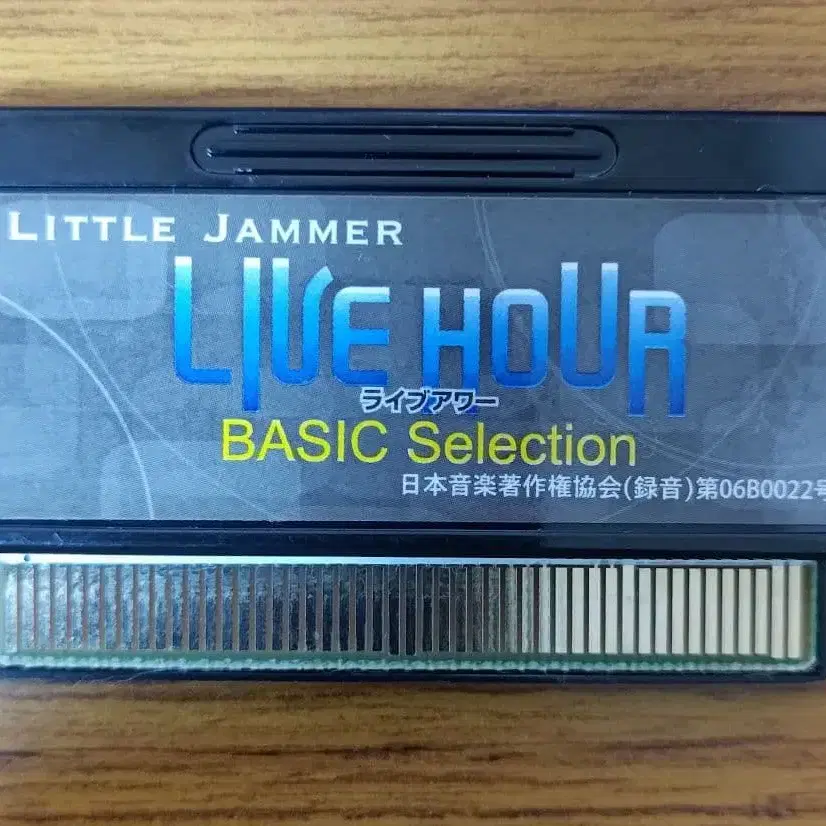 LITTLE JAMMER
LIVE HOUR
ライブアワー
BASIC Selection
日本音楽著作権協会(録音)第06B0022号